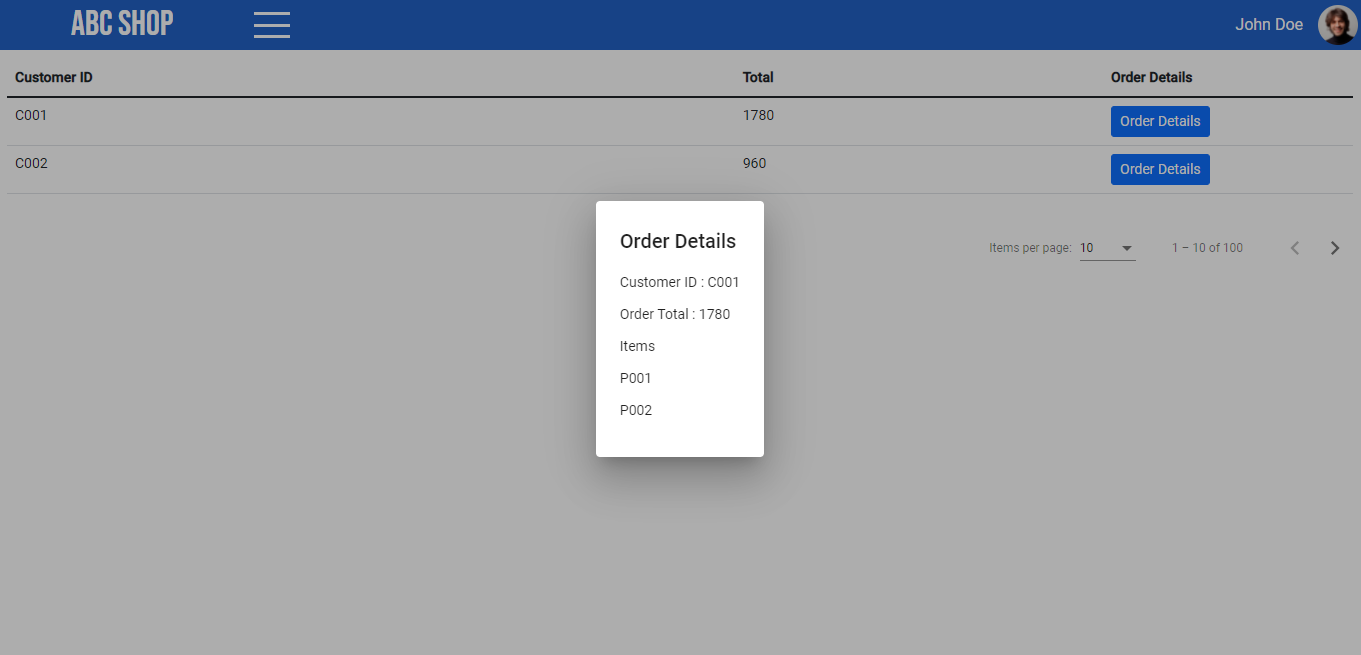 ABC SHOP
John Doe
Customer ID Total Order Details
C001 1780 Order Details
C002 960 Order Details
Items per page: 10 1 – 10 of 100
Order Details
Customer ID : C001
Order Total : 1780
Items
P001
P002